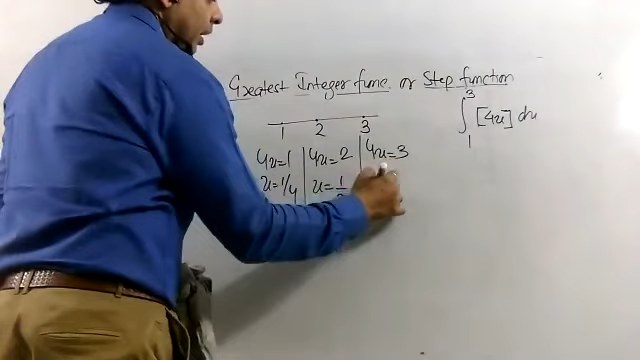 Greatest Integer func. or Step function
∫₁³ [4x] dx
1 2 3
4x=1 | 4x=2 | 4x=3
x=1/4 | x=1/2